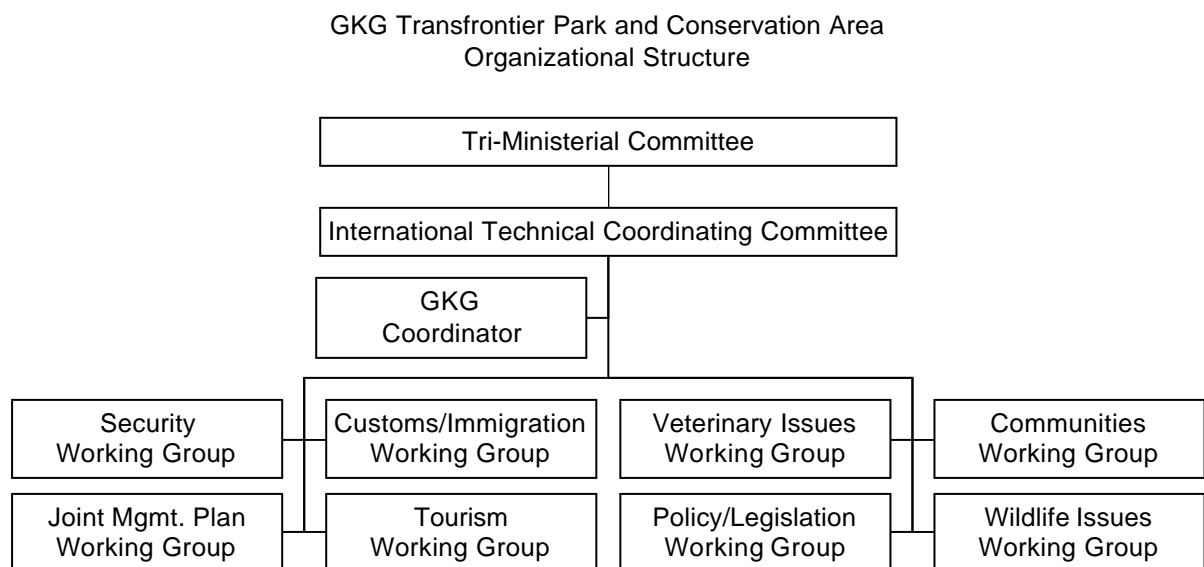 GKG Transfrontier Park and Conservation Area
Organizational Structure
Tri-Ministerial Committee
International Technical Coordinating Committee
GKG
Coordinator
Security
Working Group
Customs/Immigration
Working Group
Veterinary Issues
Working Group
Communities
Working Group
Joint Mgmt. Plan
Working Group
Tourism
Working Group
Policy/Legislation
Working Group
Wildlife Issues
Working Group